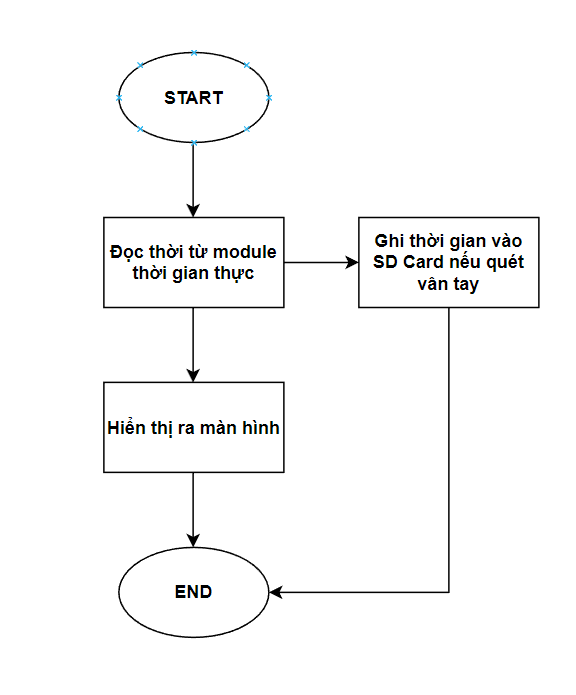 START
Đọc thời từ module
thời gian thực
Ghi thời gian vào
SD Card nếu quét
vân tay
Hiển thị ra màn hình
END